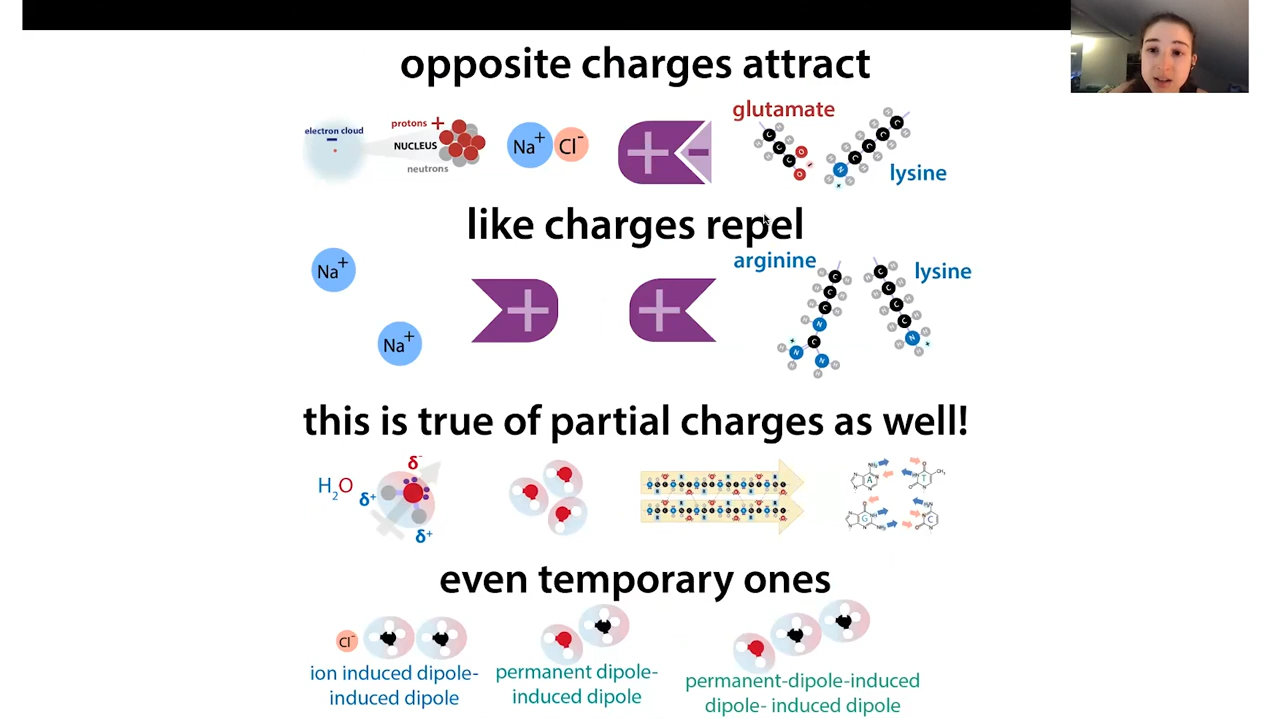 opposite charges attract
electron cloud
−
protons +
NUCLEUS
neutrons
Na+
Cl-
+
−
glutamate
lysine
like charges repel
Na+
Na+
+
+
arginine
lysine
this is true of partial charges as well!
H2O
δ-
δ+
δ+
A
T
G
C
even temporary ones
Cl-
ion induced dipole-
induced dipole
permanent dipole-
induced dipole
permanent-dipole-induced
dipole- induced dipole